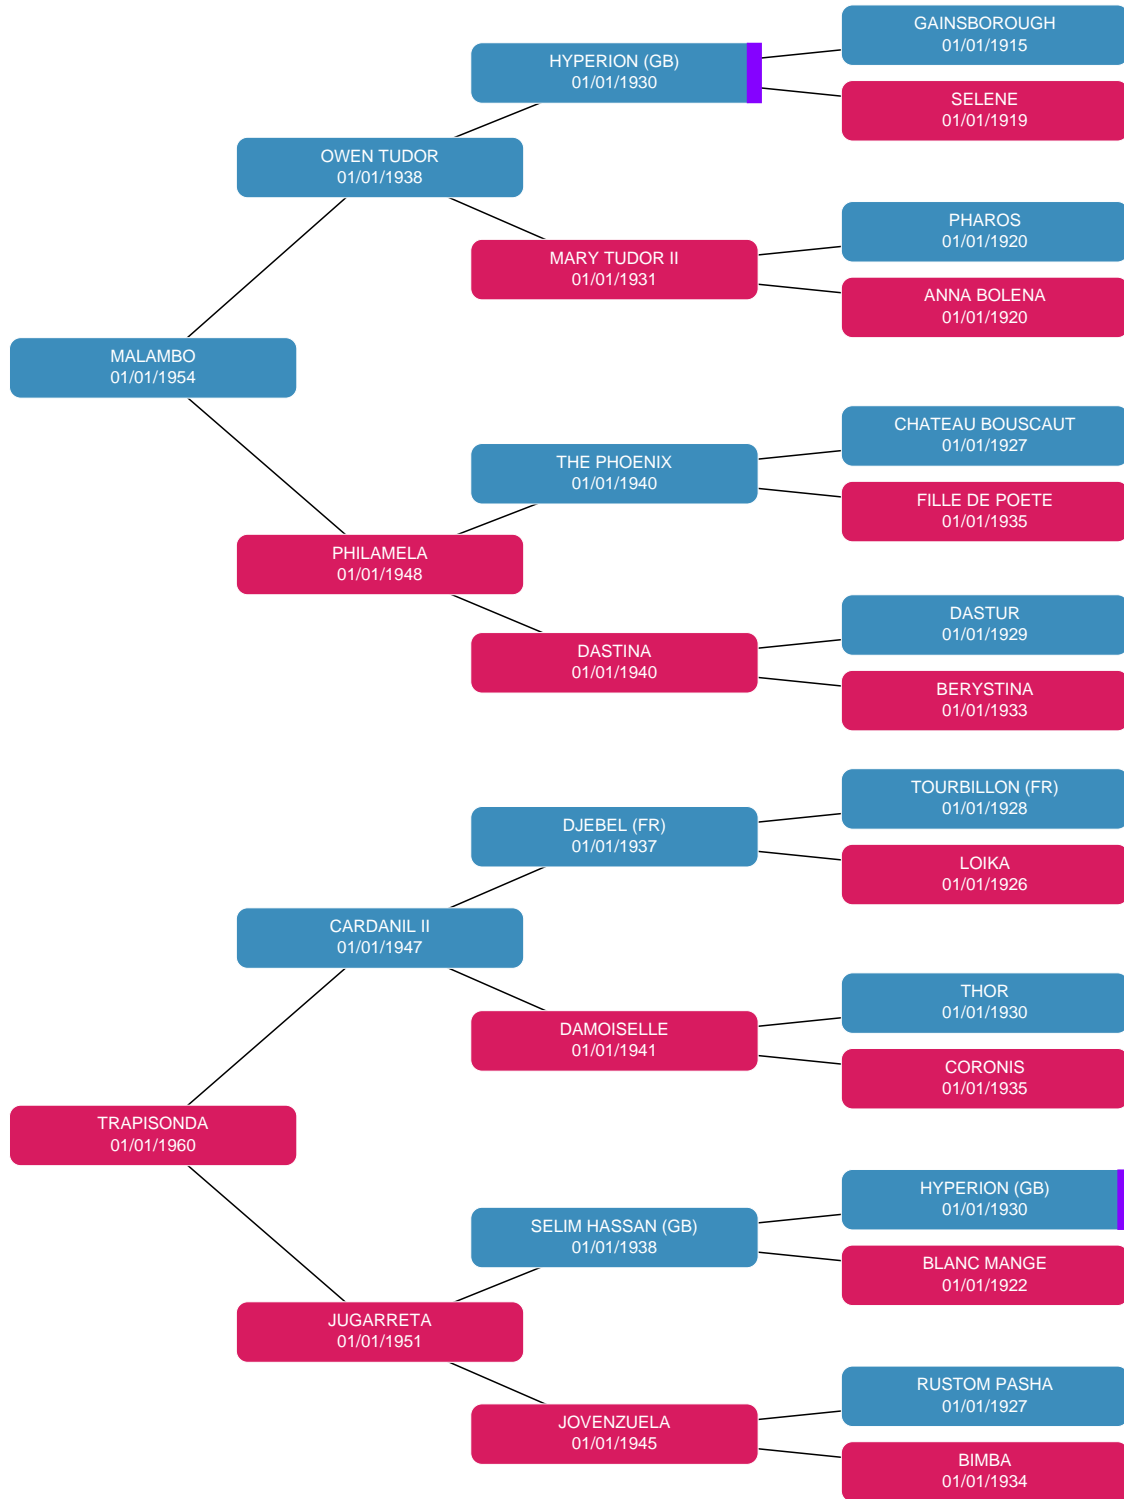 GAINSBOROUGH
01/01/1915
HYPERION (GB)
01/01/1930
SELENE
01/01/1919
OWEN TUDOR
01/01/1938
PHAROS
01/01/1920
MARY TUDOR II
01/01/1931
ANNA BOLENA
01/01/1920
MALAMBO
01/01/1954
CHATEAU BOUSCAUT
01/01/1927
THE PHOENIX
01/01/1940
FILLE DE POETE
01/01/1935
PHILAMELA
01/01/1948
DASTUR
01/01/1929
DASTINA
01/01/1940
BERYSTINA
01/01/1933
TOURBILLON (FR)
01/01/1928
DJEBEL (FR)
01/01/1937
LOIKA
01/01/1926
CARDANIL II
01/01/1947
THOR
01/01/1930
DAMOISELLE
01/01/1941
CORONIS
01/01/1935
TRAPISONDA
01/01/1960
HYPERION (GB)
01/01/1930
SELIM HASSAN (GB)
01/01/1938
BLANC MANGE
01/01/1922
JUGARRETA
01/01/1951
RUSTOM PASHA
01/01/1927
JOVENZUELA
01/01/1945
BIMBA
01/01/1934